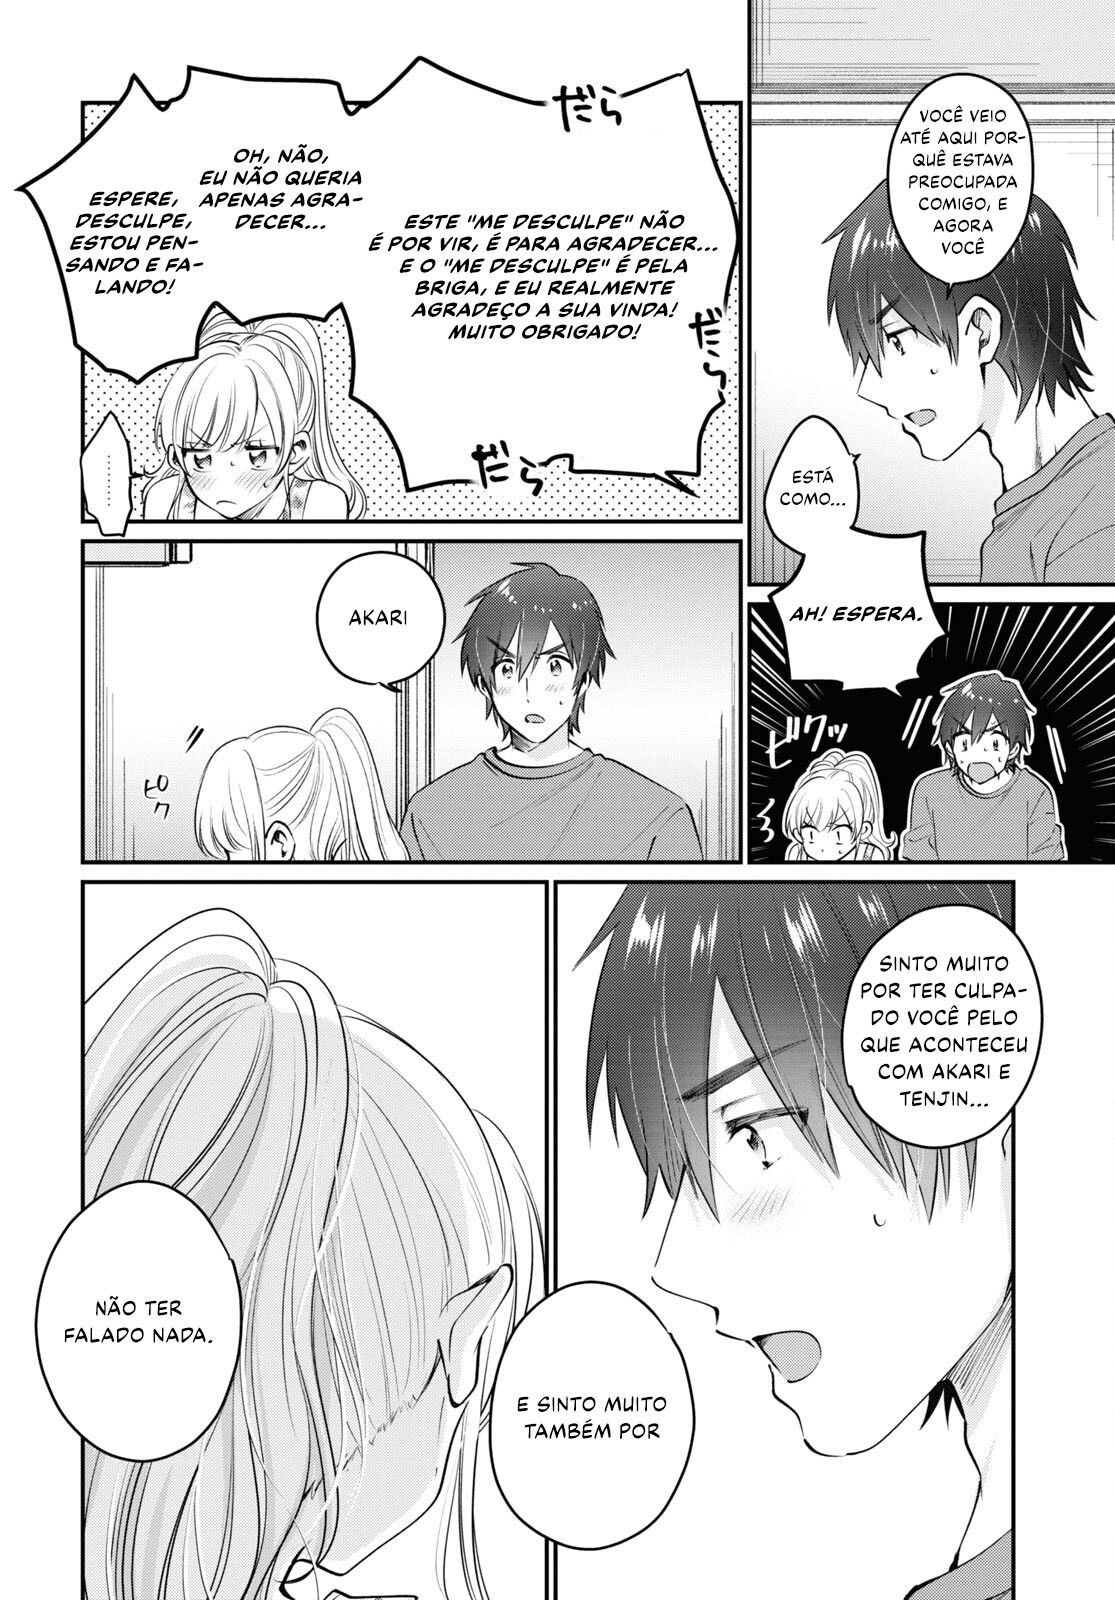 VOCÊ VEIO
ATÉ AQUI POR-
QUÊ ESTAVA
PREOCUPADA
COMIGO, E
AGORA
VOCÊ
ESTÁ
COMO...
AH! ESPERA.
ビクッ
だら
ESTE "ME DESCULPE" NÃO
É POR VIR, É PARA AGRADECER...
E O "ME DESCULPE" É PELA
BRIGA, E EU REALMENTE
AGRADEÇO A SUA VINDA!
MUITO OBRIGADO!
だら
だら
OH, NÃO,
EU NÃO QUERIA
APENAS AGRA-
DECER...
ESPERE,
DESCULPE,
ESTOU PEN-
SANDO E FA-
LANDO!
........
AKARI
ピク
SINTO MUITO
POR TER CULPA-
DO VOCÊ PELO
QUE ACONTECEU
COM AKARI E
TENJIN...
E SINTO MUITO
TAMBÉM POR
NÃO TER
FALADO NADA.